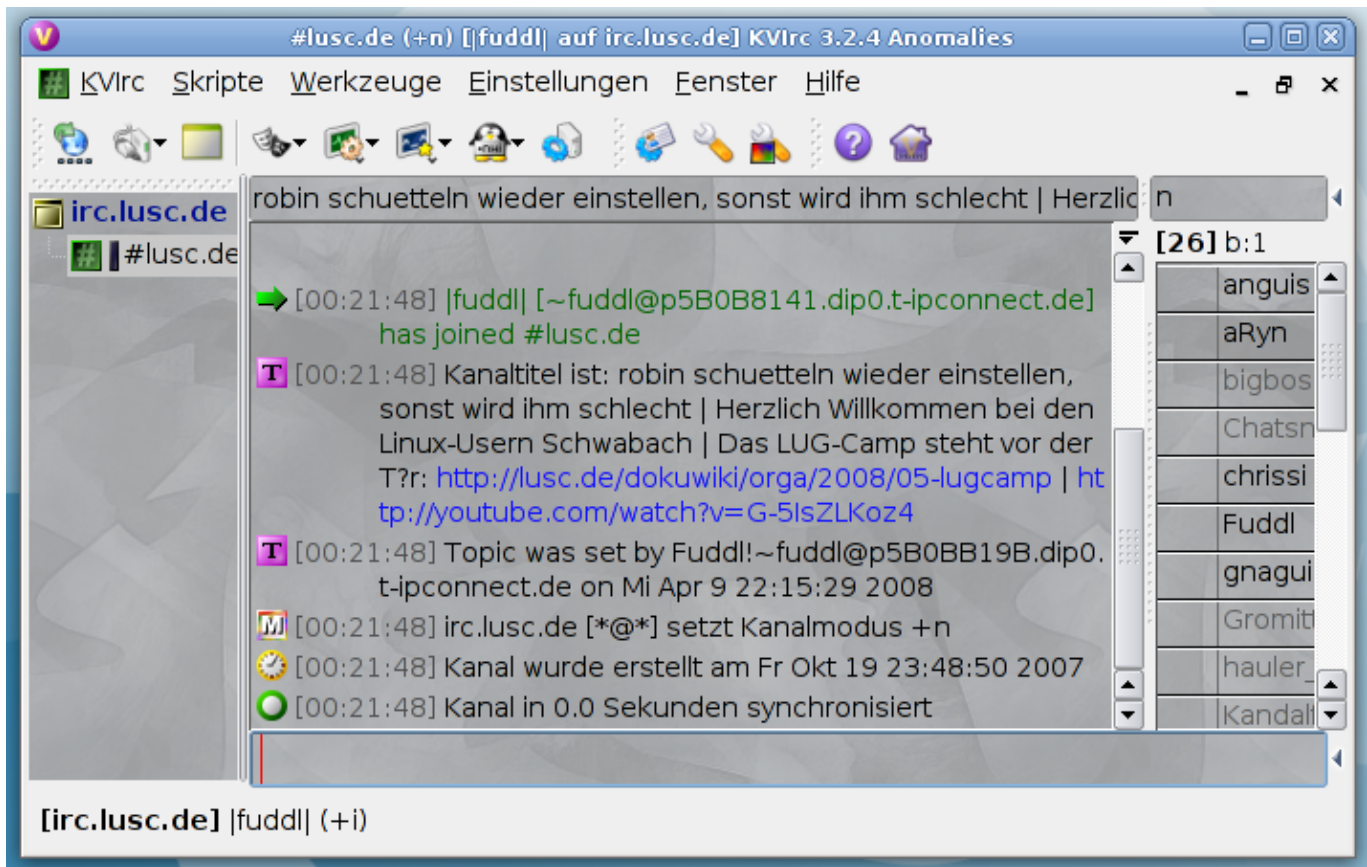 #lusc.de (+n) [|fuddl| auf irc.lusc.de] KVIrc 3.2.4 Anomalies
KVIrc Skripte Werkzeuge Einstellungen Fenster Hilfe
irc.lusc.de
#lusc.de
robin schuetteln wieder einstellen, sonst wird ihm schlecht | Herzlic
n
[00:21:48] |fuddl| [~fuddl@p5B0B8141.dip0.t-ipconnect.de]
has joined #lusc.de
[00:21:48] Kanaltitel ist: robin schuetteln wieder einstellen,
sonst wird ihm schlecht | Herzlich Willkommen bei den
Linux-Usern Schwabach | Das LUG-Camp steht vor der
T?r: http://lusc.de/dokuwiki/orga/2008/05-lugcamp | ht
tp://youtube.com/watch?v=G-5IsZLKoz4
[00:21:48] Topic was set by Fuddl!~fuddl@p5B0BB19B.dip0.
t-ipconnect.de on Mi Apr 9 22:15:29 2008
[00:21:48] irc.lusc.de [*@*] setzt Kanalmodus +n
[00:21:48] Kanal wurde erstellt am Fr Okt 19 23:48:50 2007
[00:21:48] Kanal in 0.0 Sekunden synchronisiert
[26] b:1
anguis
aRyn
bigbos
Chatsn
chrissi
Fuddl
gnagui
Gromitt
hauler_
Kandalf
[irc.lusc.de] |fuddl| (+i)